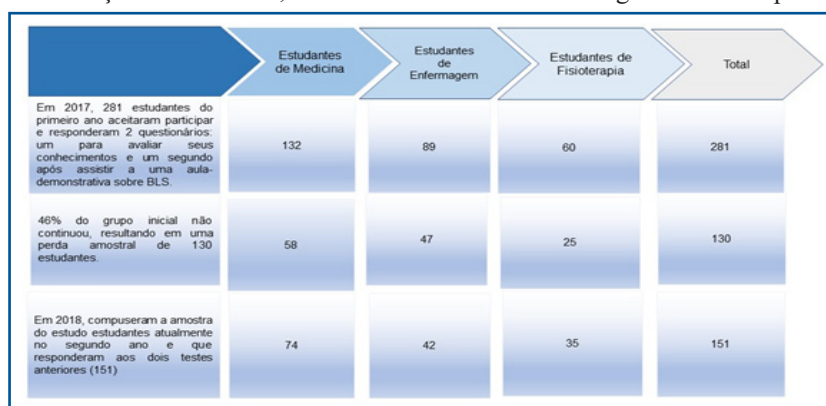 Estudantes
de Medicina
Estudantes
de
Enfermagem
Estudantes de
Fisioterapia
Total
Em 2017, 281 estudantes do
primeiro ano aceitaram participar
e responderam 2 questionários:
um para avaliar seus
conhecimentos e um segundo
após assistir a uma aula-
demonstrativa sobre BLS.
132
89
60
281
46% do grupo inicial não
continuou, resultando em uma
perda amostral de 130
estudantes.
58
47
25
130
Em 2018, compuseram a amostra
do estudo estudantes atualmente
no segundo ano e que
responderam aos dois testes
anteriores (151)
74
42
35
151